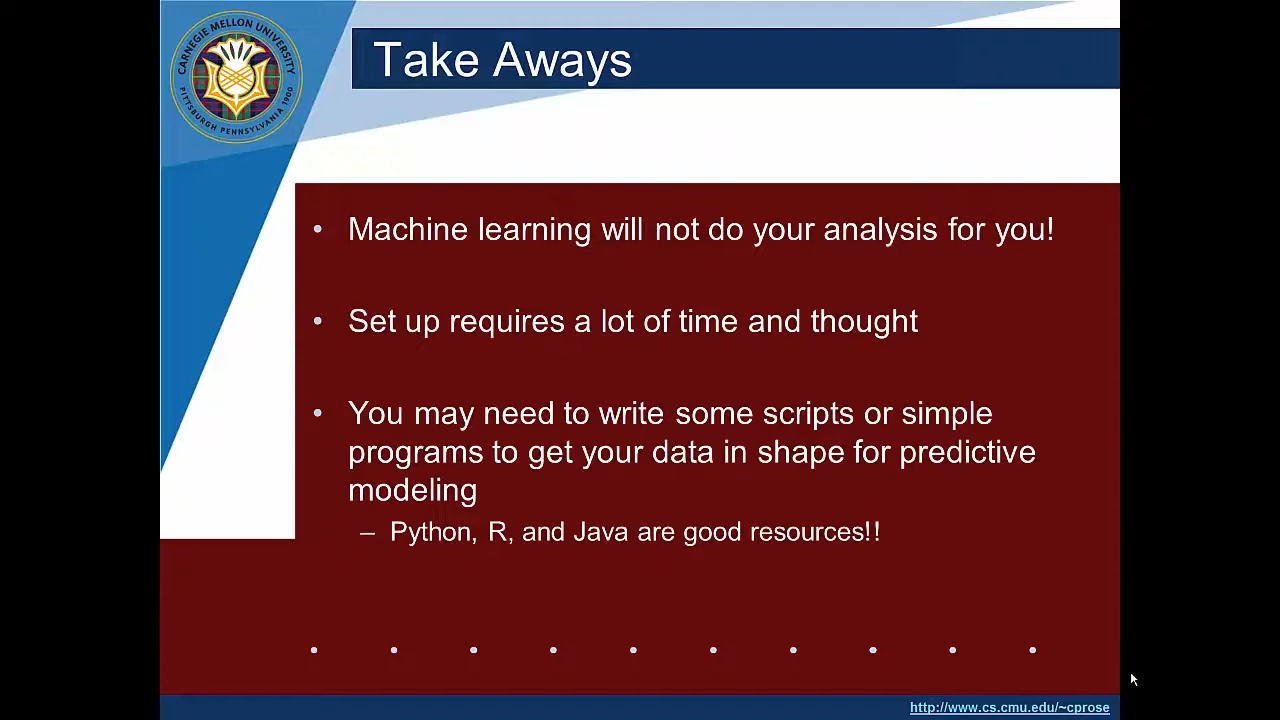 CARNEGIE MELLON UNIVERSITY
PITTSBURGH PENNSYLVANIA 1900
Take Aways
• Machine learning will not do your analysis for you!
• Set up requires a lot of time and thought
• You may need to write some scripts or simple
programs to get your data in shape for predictive
modeling
– Python, R, and Java are good resources!!
http://www.cs.cmu.edu/~cprose